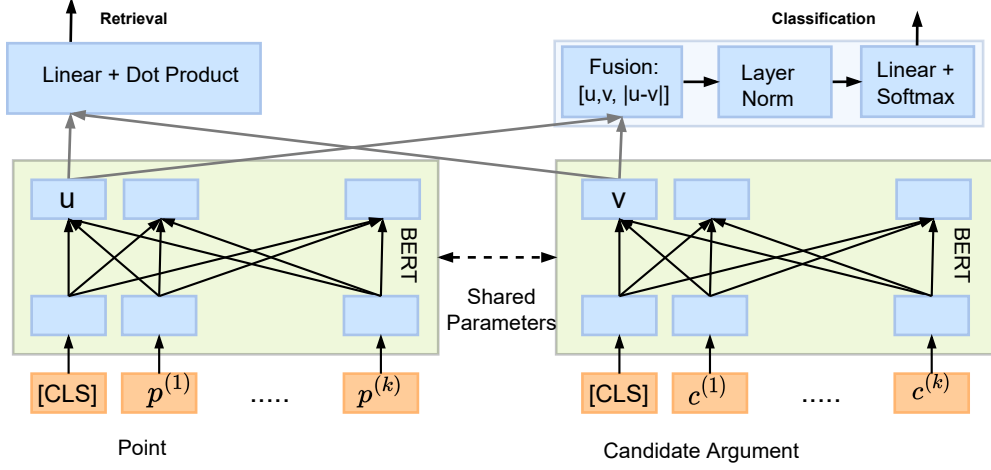 Retrieval
Classification
Linear + Dot Product
Fusion:
[u,v, |u-v|]
Layer
Norm
Linear +
Softmax
u
BERT
v
BERT
Shared
Parameters
[CLS] p^{(1)} ..... p^{(k)}
[CLS] c^{(1)} ..... c^{(k)}
Point
Candidate Argument